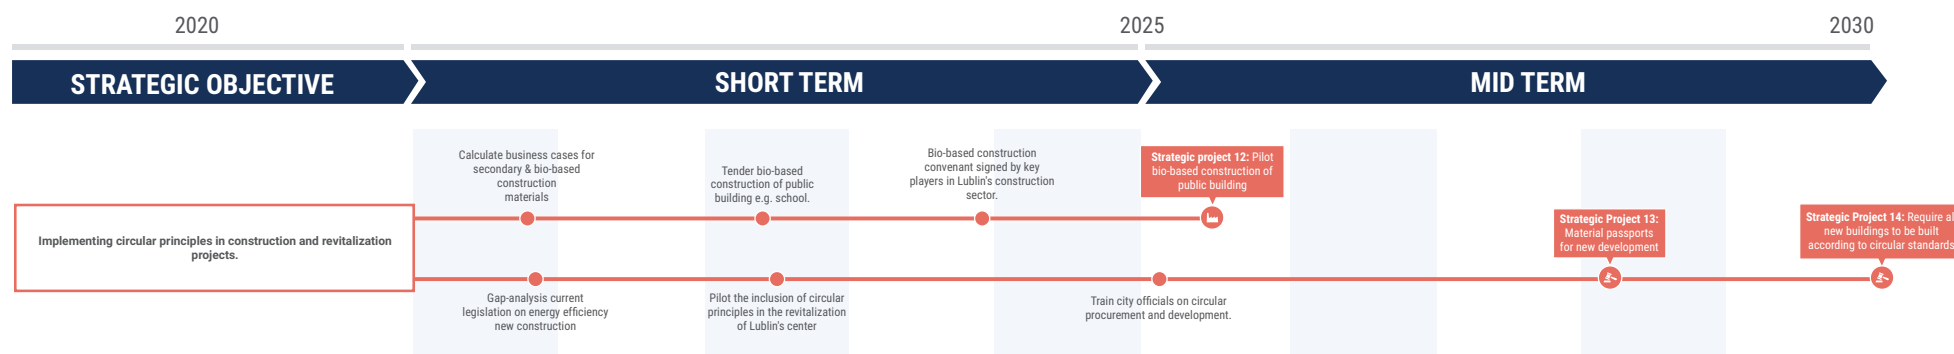 2020
2025
2030
STRATEGIC OBJECTIVE
SHORT TERM
MID TERM
Calculate business cases for
secondary & bio-based
construction
materials
Tender bio-based
construction of public
building e.g. school.
Bio-based construction
convenant signed by key
players in Lublin's construction
sector.
Strategic project 12: Pilot
bio-based construction of
public building
Implementing circular principles in construction and revitalization
projects.
Strategic Project 13:
Material passports
for new development
Strategic Project 14: Require al
new buildings to be built
according to circular standards
Gap-analysis current
legislation on energy efficiency
new construction
Pilot the inclusion of circular
principles in the revitalization
of Lublin's center
Train city officials on circular
procurement and development.